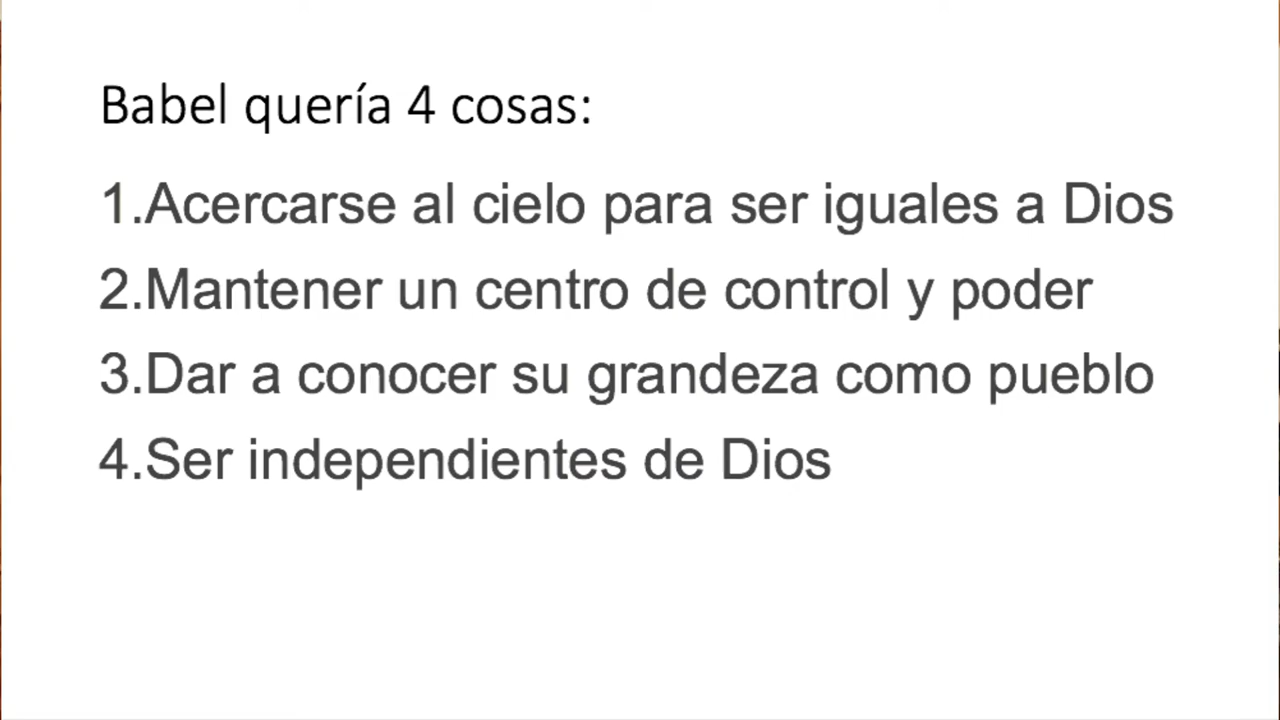 Babel quería 4 cosas:
1.Acercarse al cielo para ser iguales a Dios
2.Mantener un centro de control y poder
3.Dar a conocer su grandeza como pueblo
4.Ser independientes de Dios